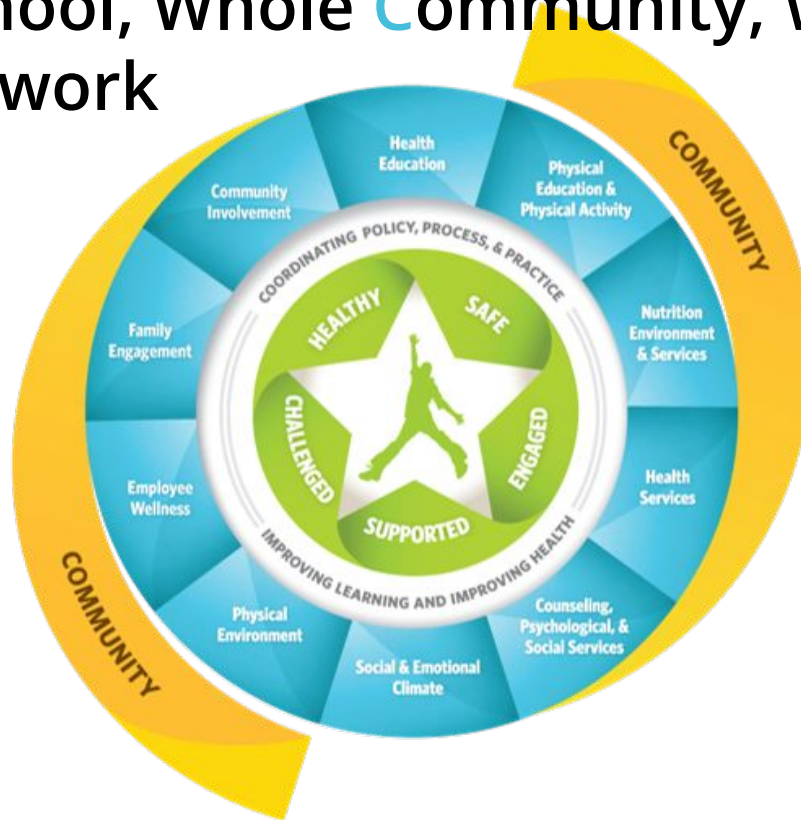 hool, Whole Community,
work
COMMUNITY
Health
Education
Physical
Education &
Physical Activity
Nutrition
Environment
& Services
Health
Services
Counseling,
Psychological, &
Social Services
Social & Emotional
Climate
Physical
Environment
Employee
Wellness
Family
Engagement
Community
Involvement
COORDINATING POLICY, PROCESS, & PRACTICE
IMPROVING LEARNING AND IMPROVING HEALTH
HEALTHY
SAFE
ENGAGED
SUPPORTED
CHALLENGED
COMMUNITY